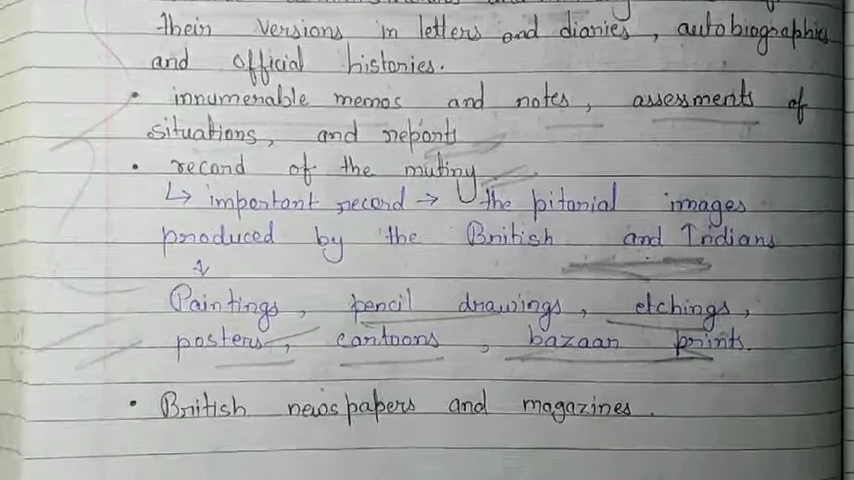 their versions in letters and diaries, autobiographies
and official histories.
• innumerable memos and notes, assessments of
situations, and reports
• record of the mutiny
↳ important record → the pitorial images
produced by the British and Indians
↓
Paintings, pencil drawings, etchings,
posters, cartoons, bazaar prints.
• British newspapers and magazines.